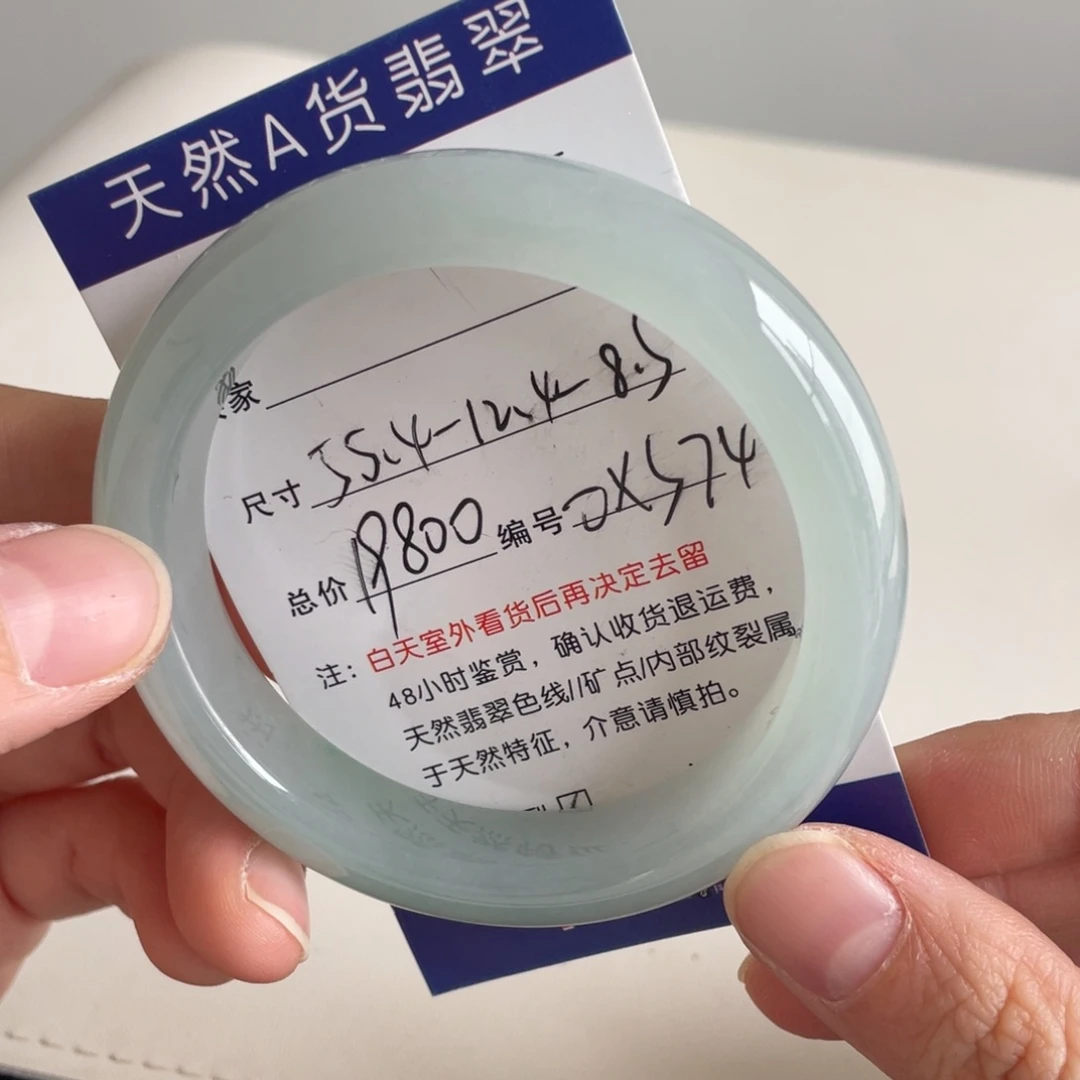 天然A货翡翠
家
尺寸 55.4-12.4-8.5
总价 19800 编号 0X574
注：白天室外看货后再决定去留
48小时鉴赏，确认收货退运费，
天然翡翠色线//矿点/内部纹裂属
于天然特征，介意请慎拍。